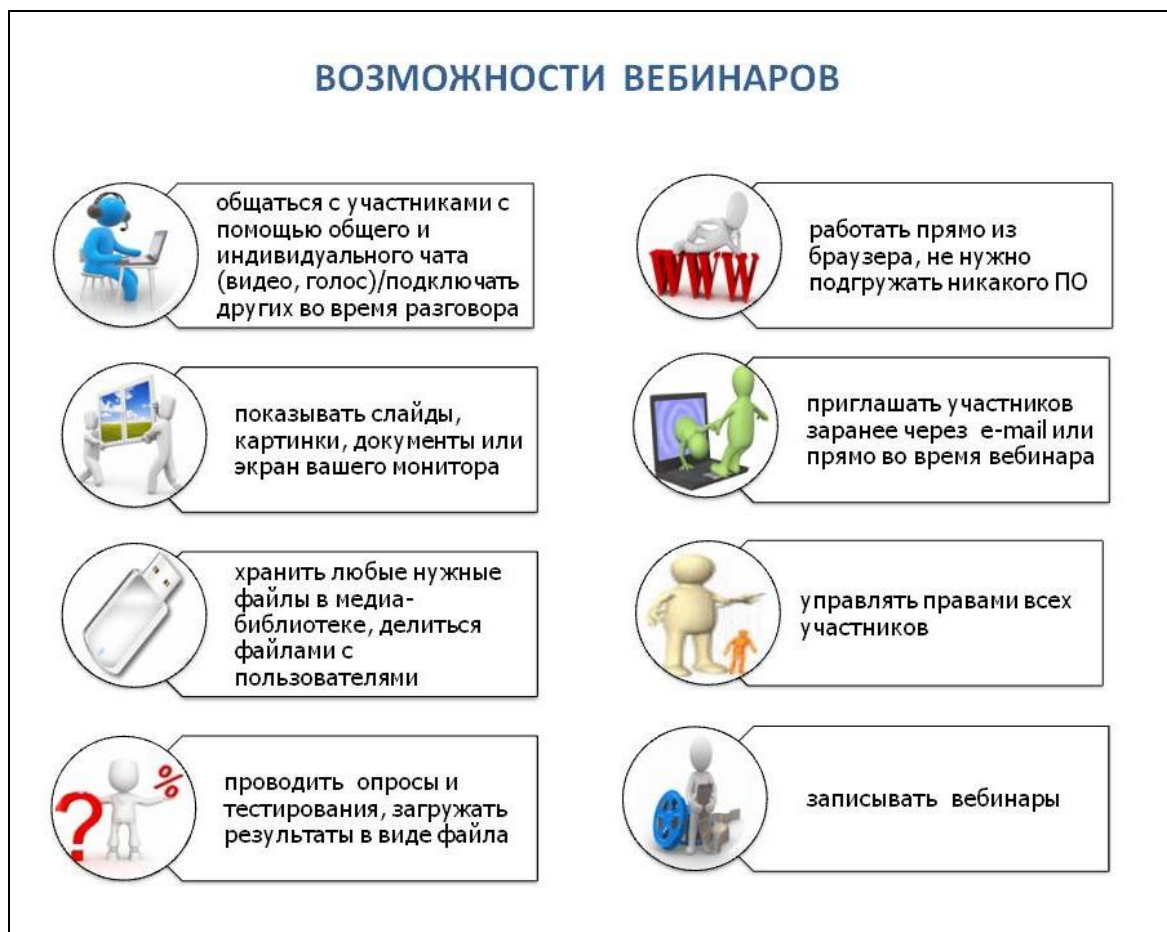 ВОЗМОЖНОСТИ ВЕБИНАРОВ
общаться с участниками с
помощью общего и
индивидуального чата
(видео, голос)/подключать
других во время разговора
показывать слайды,
картинки, документы или
экран вашего монитора
хранить любые нужные
файлы в медиа-
библиотеке, делиться
файлами с
пользователями
?
%
проводить опросы и
тестирования, загружать
результаты в виде файла
WWW
работать прямо из
браузера, не нужно
подгружать никакого ПО
приглашать участников
заранее через e-mail или
прямо во время вебинара
управлять правами всех
участников
записывать вебинары